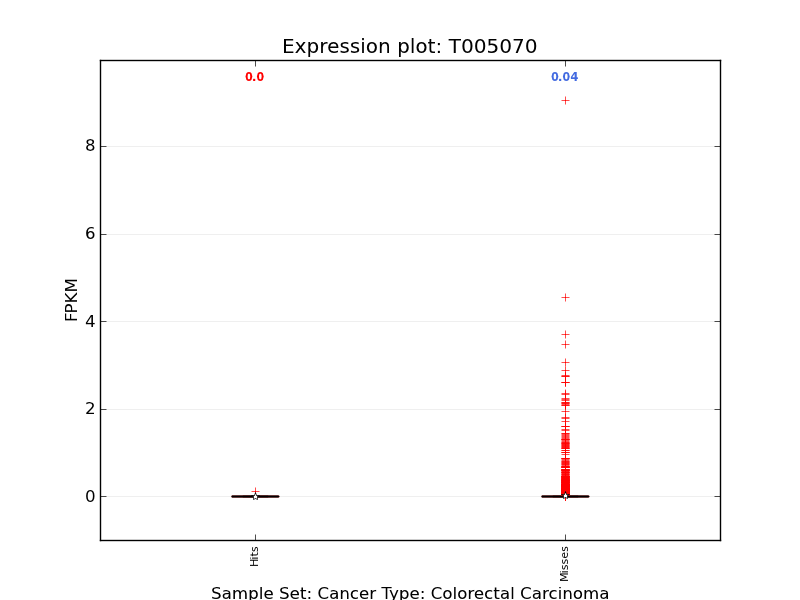 Expression plot: T005070
0.0
0.04
8
6
4
2
0
FPKM
Hits
Misses
Sample Set: Cancer Type: Colorectal Carcinoma